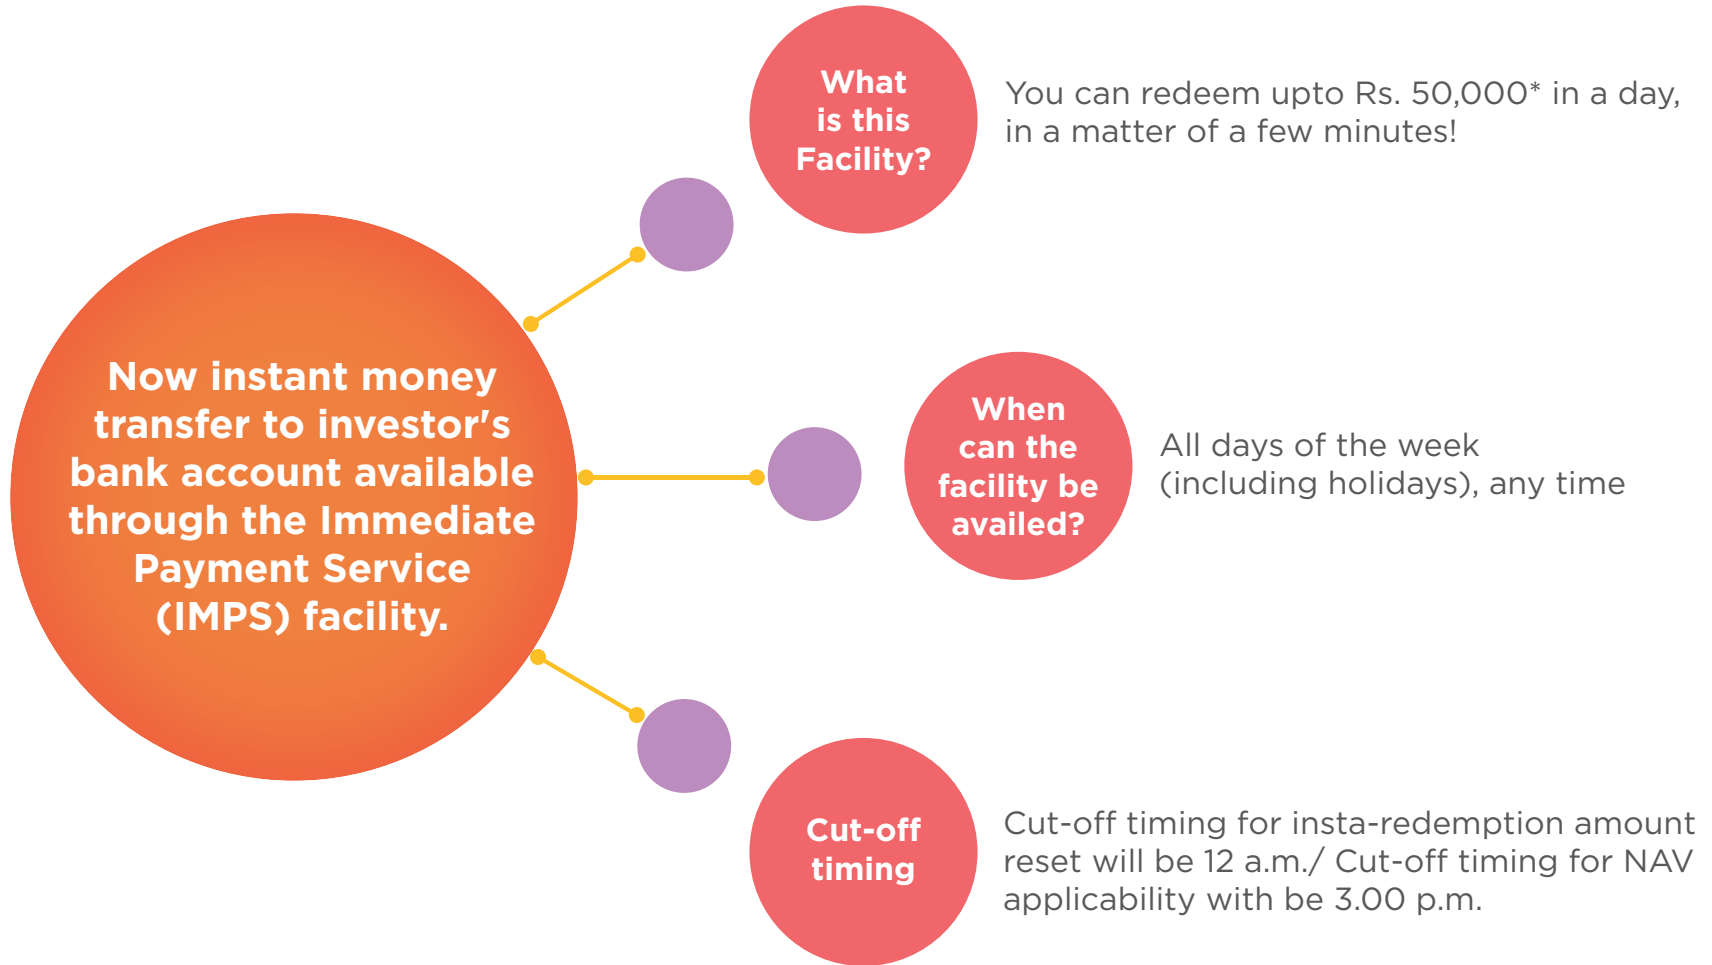 Now instant money
transfer to investor's
bank account available
through the Immediate
Payment Service
(IMPS) facility.
What
is this
Facility?
You can redeem upto Rs. 50,000* in a day,
in a matter of a few minutes!
When
can the
facility be
availed?
All days of the week
(including holidays), any time
Cut-off
timing
Cut-off timing for insta-redemption amount
reset will be 12 a.m./ Cut-off timing for NAV
applicability with be 3.00 p.m.